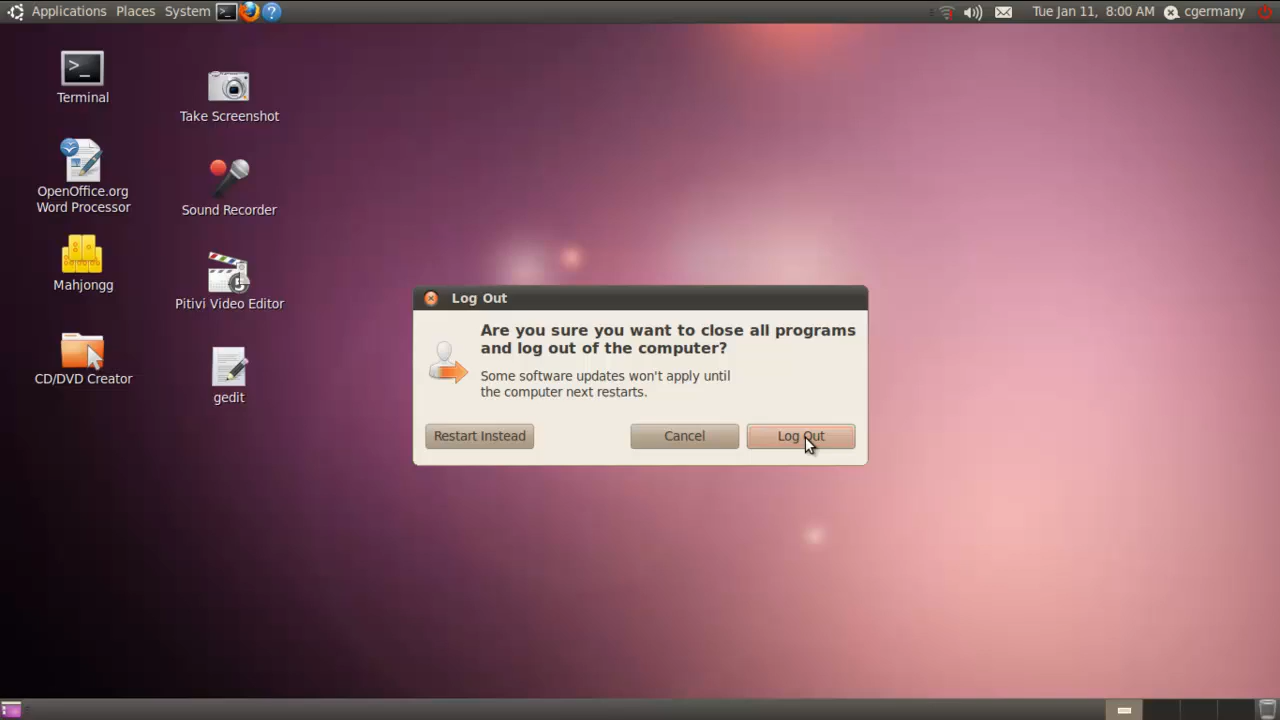 Applications Places System Tue Jan 11, 8:00 AM cgermany
Terminal
Take Screenshot
OpenOffice.org
Word Processor
Sound Recorder
Mahjongg
Pitivi Video Editor
CD/DVD Creator
gedit
Log Out
Are you sure you want to close all programs
and log out of the computer?
Some software updates won't apply until
the computer next restarts.
Restart Instead Cancel Log Out